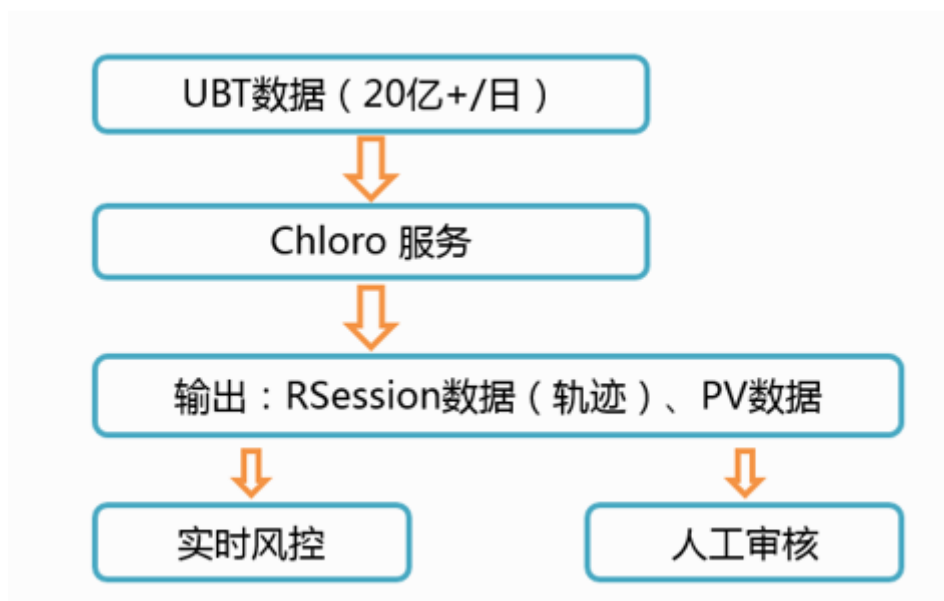 UBT数据（20亿+/日）
Chloro 服务
输出：RSession数据（轨迹）、PV数据
实时风控
人工审核